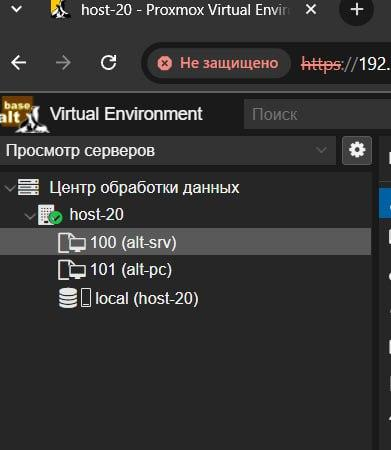 host-20 - Proxmox Virtual Enviro
Не защищено https://192.
base alt Virtual Environment Поиск
Просмотр серверов
Центр обработки данных
host-20
100 (alt-srv)
101 (alt-pc)
local (host-20)